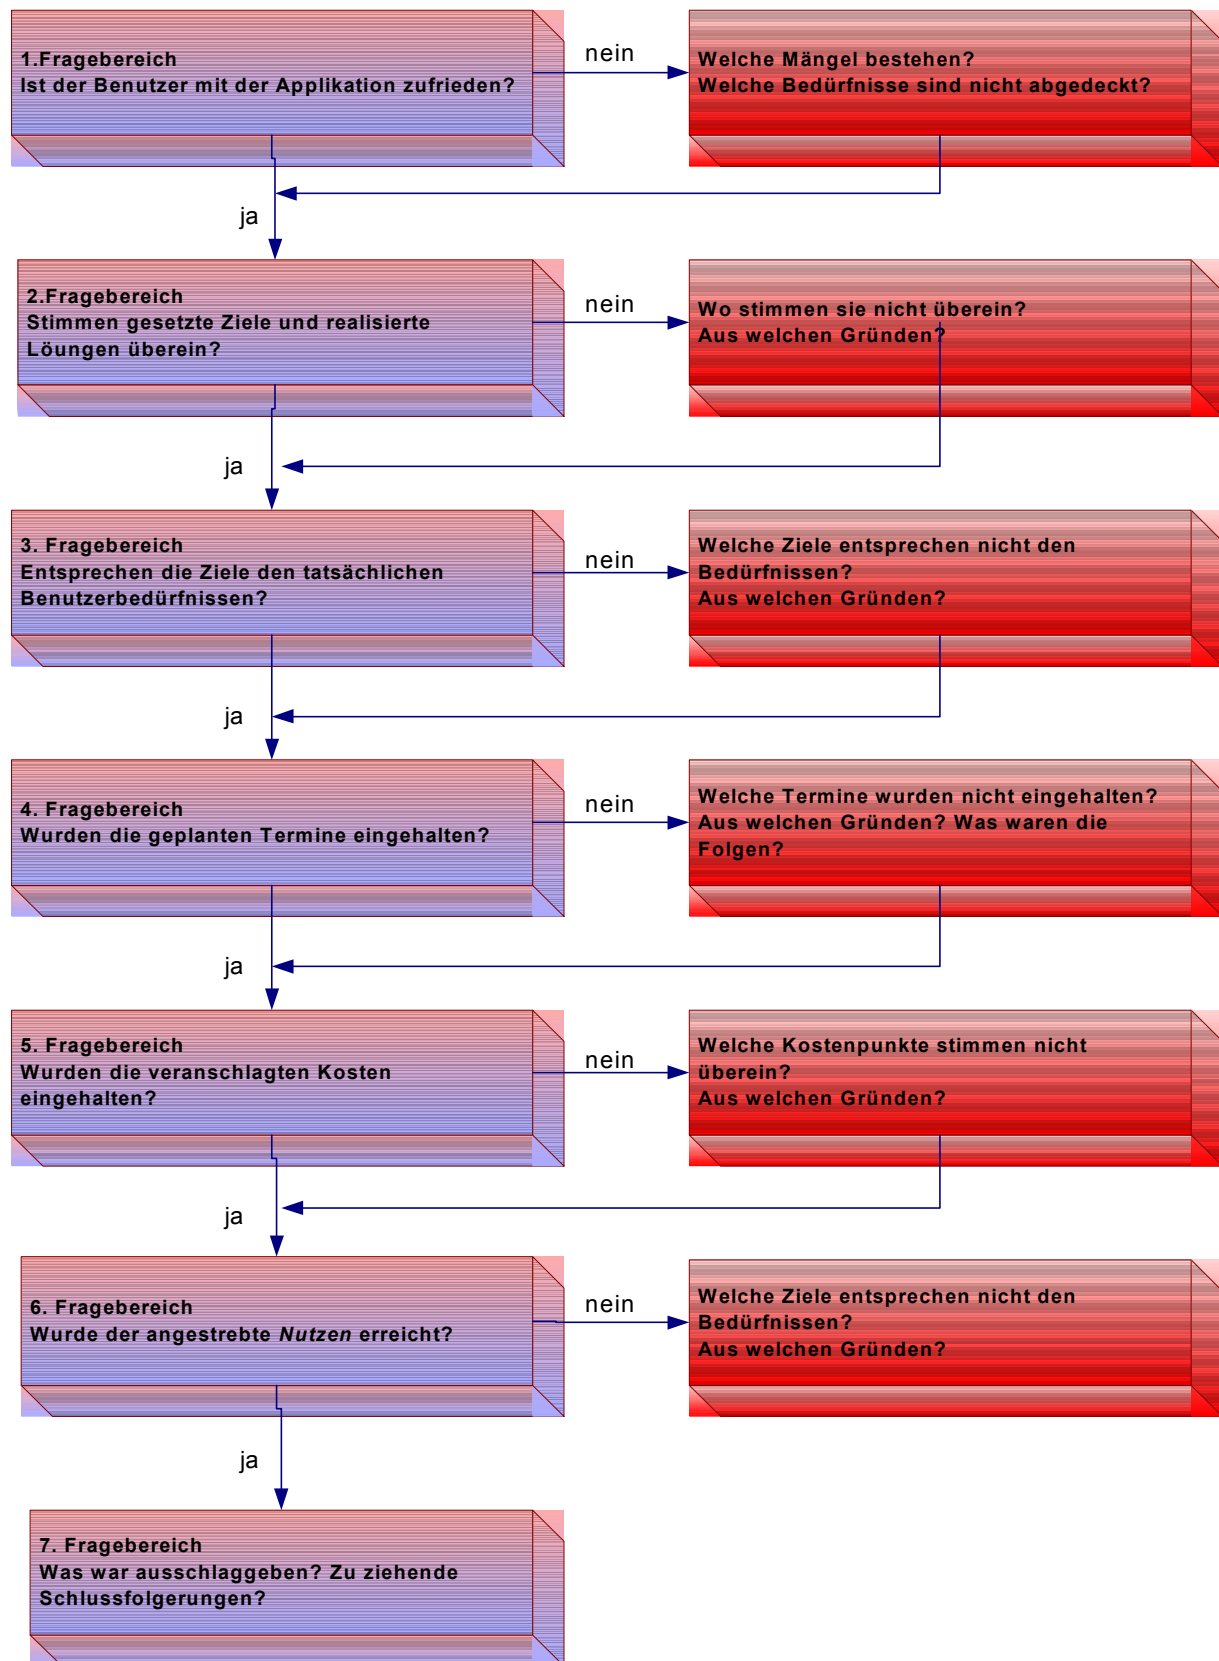 1.Fragebereich
Ist der Benutzer mit der Applikation zufrieden?
nein
Welche Mängel bestehen?
Welche Bedürfnisse sind nicht abgedeckt?
ja
2.Fragebereich
Stimmen gesetzte Ziele und realisierte
Löungen überein?
nein
Wo stimmen sie nicht überein?
Aus welchen Gründen?
ja
3. Fragebereich
Entsprechen die Ziele den tatsächlichen
Benutzerbedürfnissen?
nein
Welche Ziele entsprechen nicht den
Bedürfnissen?
Aus welchen Gründen?
ja
4. Fragebereich
Wurden die geplanten Termine eingehalten?
nein
Welche Termine wurden nicht eingehalten?
Aus welchen Gründen? Was waren die
Folgen?
ja
5. Fragebereich
Wurden die veranschlagten Kosten
eingehalten?
nein
Welche Kostenpunkte stimmen nicht
überein?
Aus welchen Gründen?
ja
6. Fragebereich
Wurde der angestrebte Nutzen erreicht?
nein
Welche Ziele entsprechen nicht den
Bedürfnissen?
Aus welchen Gründen?
ja
7. Fragebereich
Was war ausschlaggeben? Zu ziehende
Schlussfolgerungen?